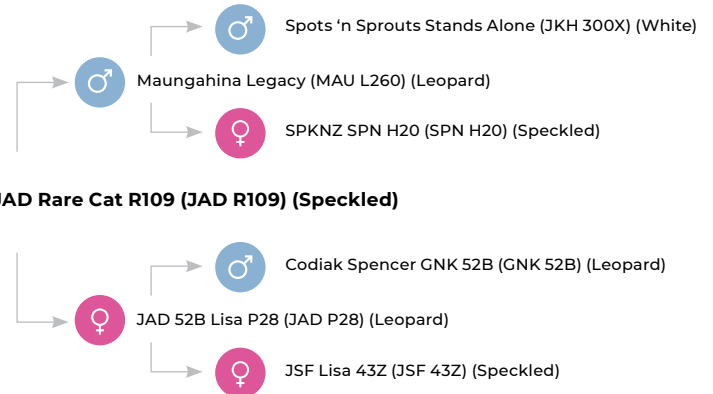 Spots ‘n Sprouts Stands Alone (JKH 300X) (White)
Maungahina Legacy (MAU L260) (Leopard)
SPKNZ SPN H20 (SPN H20) (Speckled)
JAD Rare Cat R109 (JAD R109) (Speckled)
Codiak Spencer GNK 52B (GNK 52B) (Leopard)
JAD 52B Lisa P28 (JAD P28) (Leopard)
JSF Lisa 43Z (JSF 43Z) (Speckled)